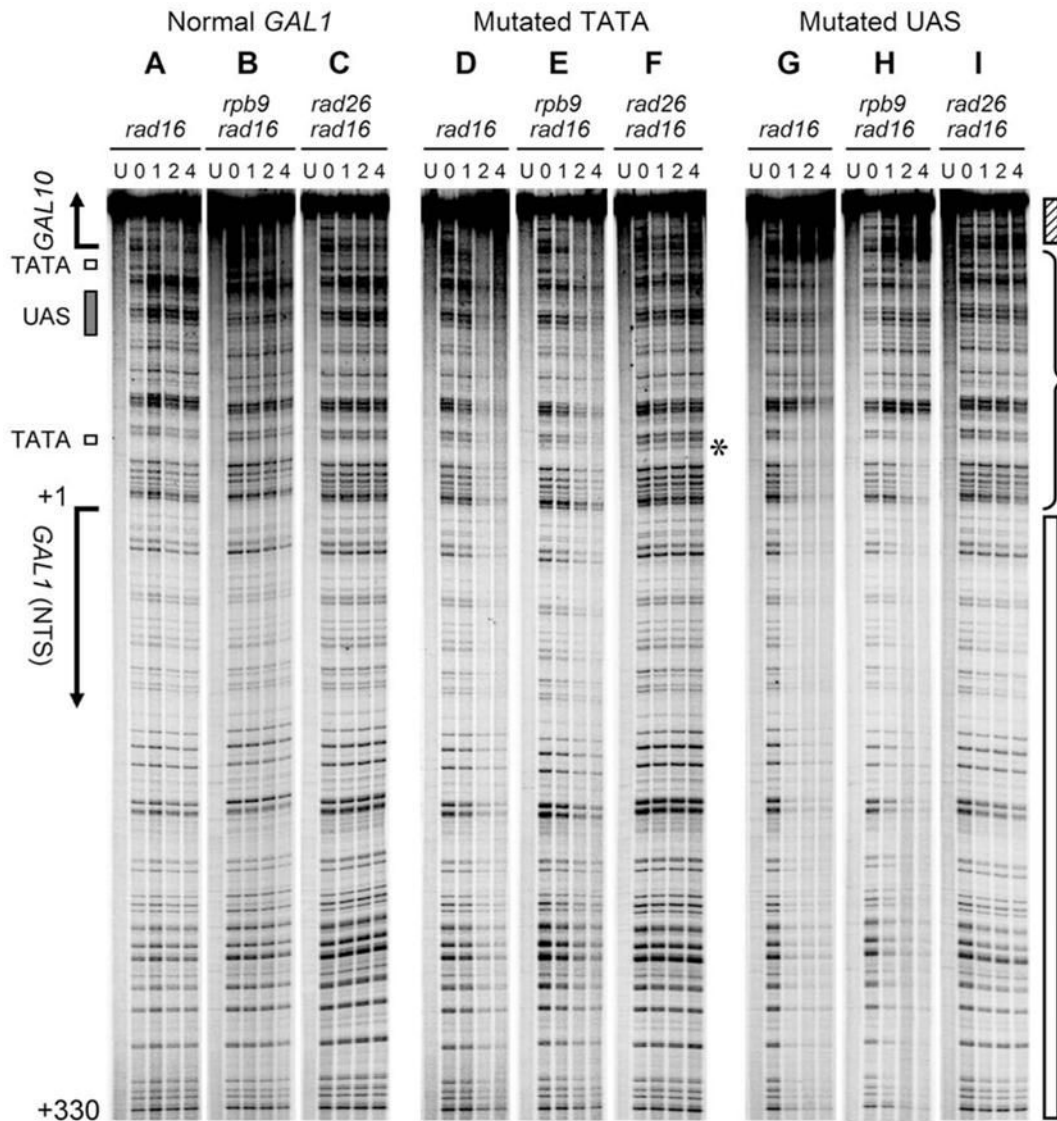 Normal GAL1 Mutated TATA Mutated UAS
A B C D E F G H I
rad16 rpb9 rad16 rad26 rad16 rad16 rpb9 rad16 rad26 rad16 rad16 rpb9 rad16 rad26 rad16
U 0 1 2 4 U 0 1 2 4 U 0 1 2 4 U 0 1 2 4 U 0 1 2 4 U 0 1 2 4 U 0 1 2 4 U 0 1 2 4 U 0 1 2 4
GAL10
TATA
UAS
TATA
*
+1
GAL1 (NTS)
+330